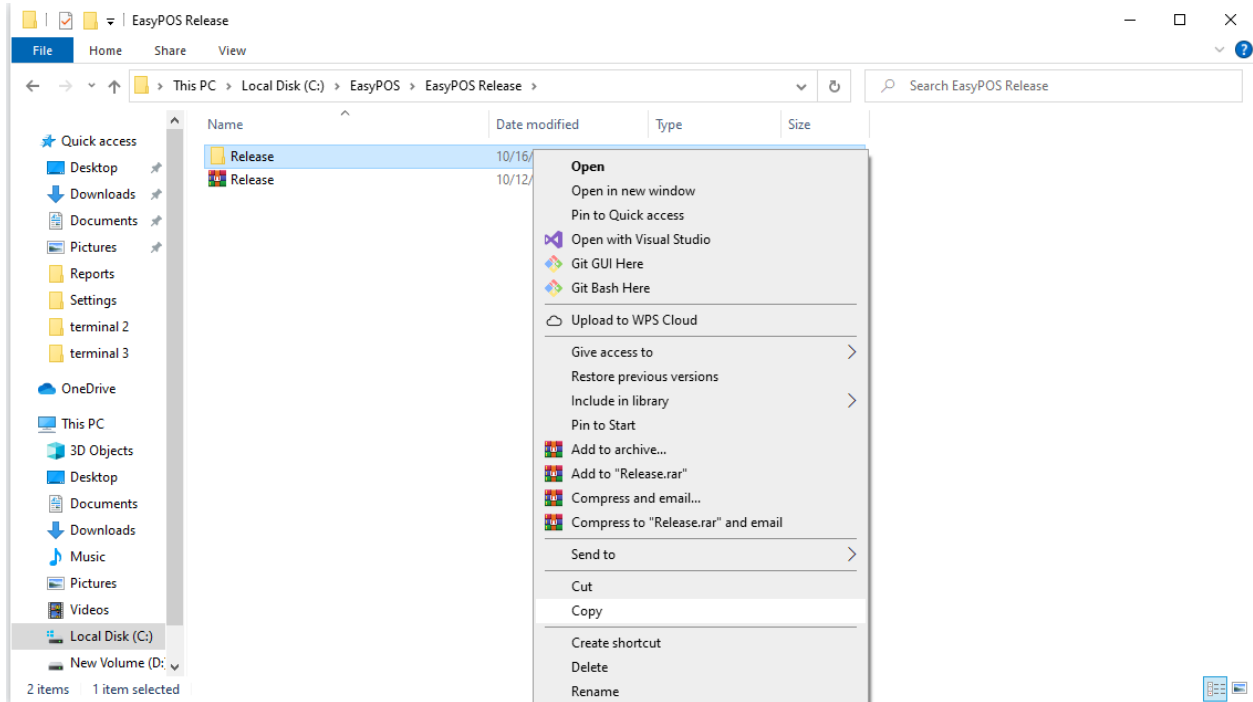 EasyPOS Release
File Home Share View
This PC > Local Disk (C:) > EasyPOS > EasyPOS Release >
Search EasyPOS Release
Name Date modified Type Size
Quick access
Desktop
Downloads
Documents
Pictures
Reports
Settings
terminal 2
terminal 3
OneDrive
This PC
3D Objects
Desktop
Documents
Downloads
Music
Pictures
Videos
Local Disk (C:)
New Volume (D:
Release 10/16/
Release 10/12/
Open
Open in new window
Pin to Quick access
Open with Visual Studio
Git GUI Here
Git Bash Here
Upload to WPS Cloud
Give access to
Restore previous versions
Include in library
Pin to Start
Add to archive...
Add to "Release.rar"
Compress and email...
Compress to "Release.rar" and email
Send to
Cut
Copy
Create shortcut
Delete
Rename
2 items 1 item selected